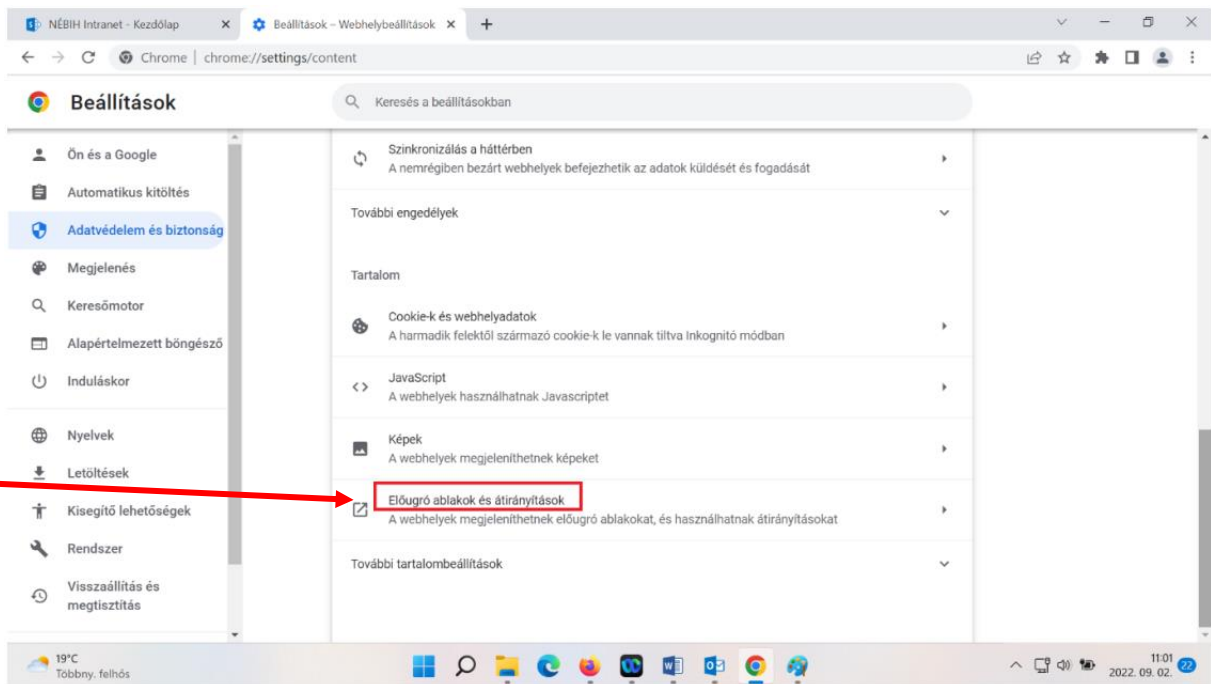 NÉBIH Intranet - Kezdőlap
Beállítások – Webhelybeállítások
Chrome | chrome://settings/content
Beállítások
Keresés a beállításokban
Ön és a Google
Automatikus kitöltés
Adatvédelem és biztonság
Megjelenés
Keresőmotor
Alapértelmezett böngésző
Induláskor
Nyelvek
Letöltések
Kisegítő lehetőségek
Rendszer
Visszaállítás és
megtisztítás
Szinkronizálás a háttérben
A nemrégiben bezárt webhelyek befejezhetik az adatok küldését és fogadását
További engedélyek
Tartalom
Cookie-k és webhelyadatok
A harmadik felektől származó cookie-k le vannak tiltva Inkognitó módban
JavaScript
A webhelyek használhatnak Javascriptet
Képek
A webhelyek megjeleníthetnek képeket
Előugró ablakok és átirányítások
A webhelyek megjeleníthetnek előugró ablakokat, és használhatnak átirányításokat
További tartalombeállítások
19°C
Többny. felhős
11:01
2022. 09. 02.
22